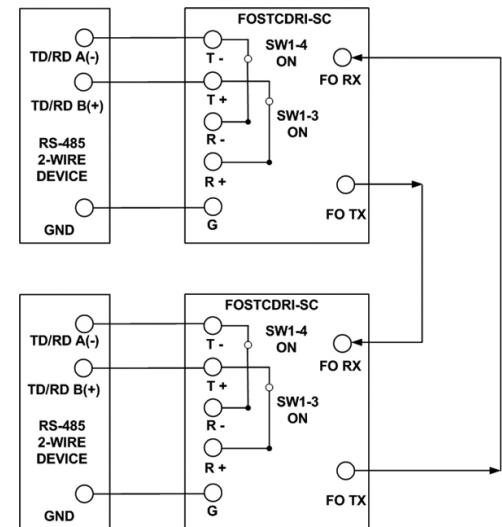 FOSTCDRI-SC
TD/RD A(-)
T -
SW1-4
ON
FO RX
TD/RD B(+)
T +
SW1-3
ON
R -
RS-485
2-WIRE
DEVICE
R +
GND
G
FO TX
FOSTCDRI-SC
TD/RD A(-)
T -
SW1-4
ON
FO RX
TD/RD B(+)
T +
SW1-3
ON
R -
RS-485
2-WIRE
DEVICE
R +
GND
G
FO TX